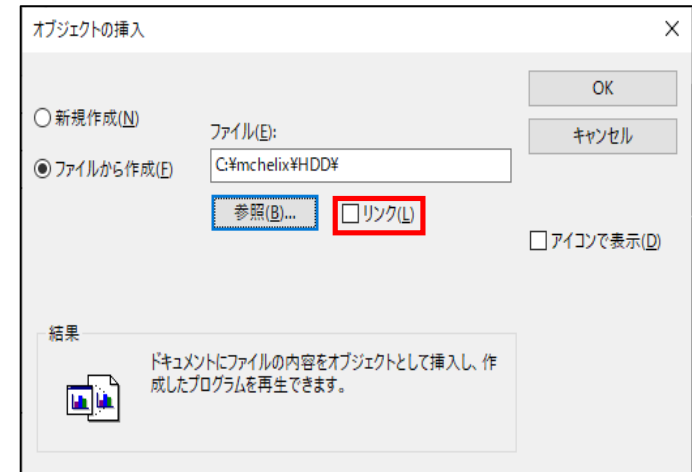 オブジェクトの挿入
OK
新規作成(N)
ファイル(E):
キャンセル
ファイルから作成(F)
C:¥mchelix¥HDD¥
参照(B)...
リンク(L)
アイコンで表示(D)
結果
ドキュメントにファイルの内容をオブジェクトとして挿入し、作
成したプログラムを再生できます。